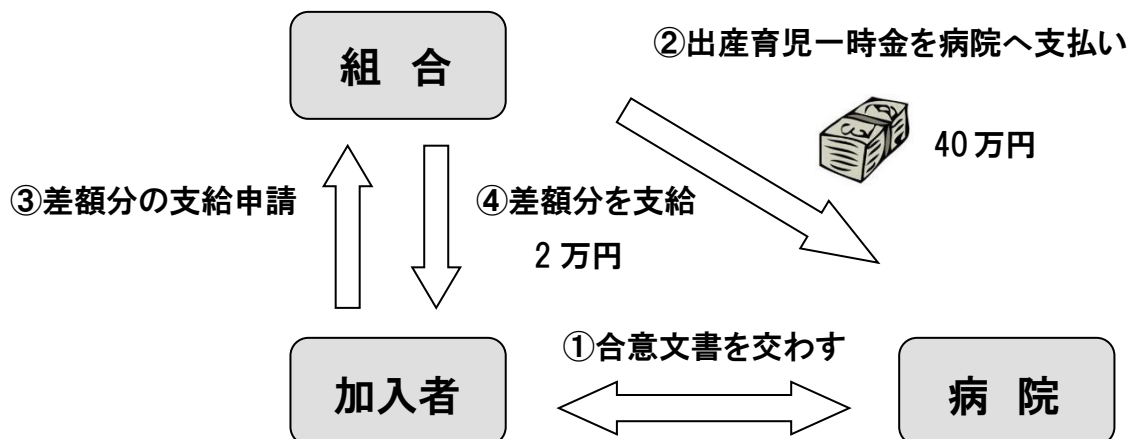 ②出産育児一時金を病院へ支払い
組 合
40万円
③差額分の支給申請
④差額分を支給
2万円
①合意文書を交わす
加入者
病 院